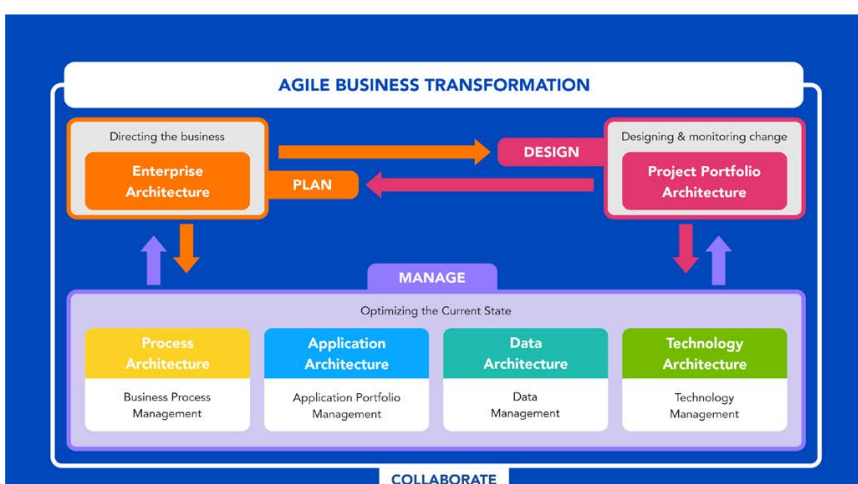 AGILE BUSINESS TRANSFORMATION
Directing the business
Enterprise
Architecture
PLAN
DESIGN
Designing & monitoring change
Project Portfolio
Architecture
MANAGE
Optimizing the Current State
Process
Architecture
Business Process
Management
Application
Architecture
Application Portfolio
Management
Data
Architecture
Data
Management
Technology
Architecture
Technology
Management
COLLABORATE